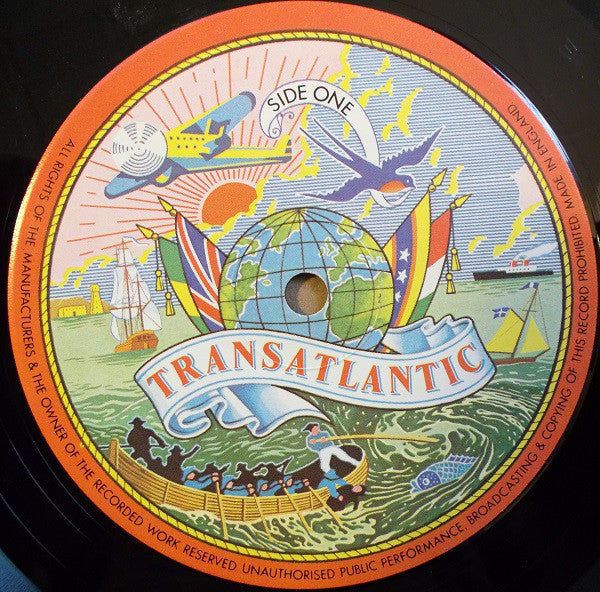 SIDE ONE
TRANSATLANTIC
ALL RIGHTS OF THE MANUFACTURERS & THE OWNER OF THE RECORDED WORK RESERVED UNAUTHORISED PUBLIC PERFORMANCE, BROADCASTING & COPYING OF THIS RECORD PROHIBITED MADE IN ENGLAND